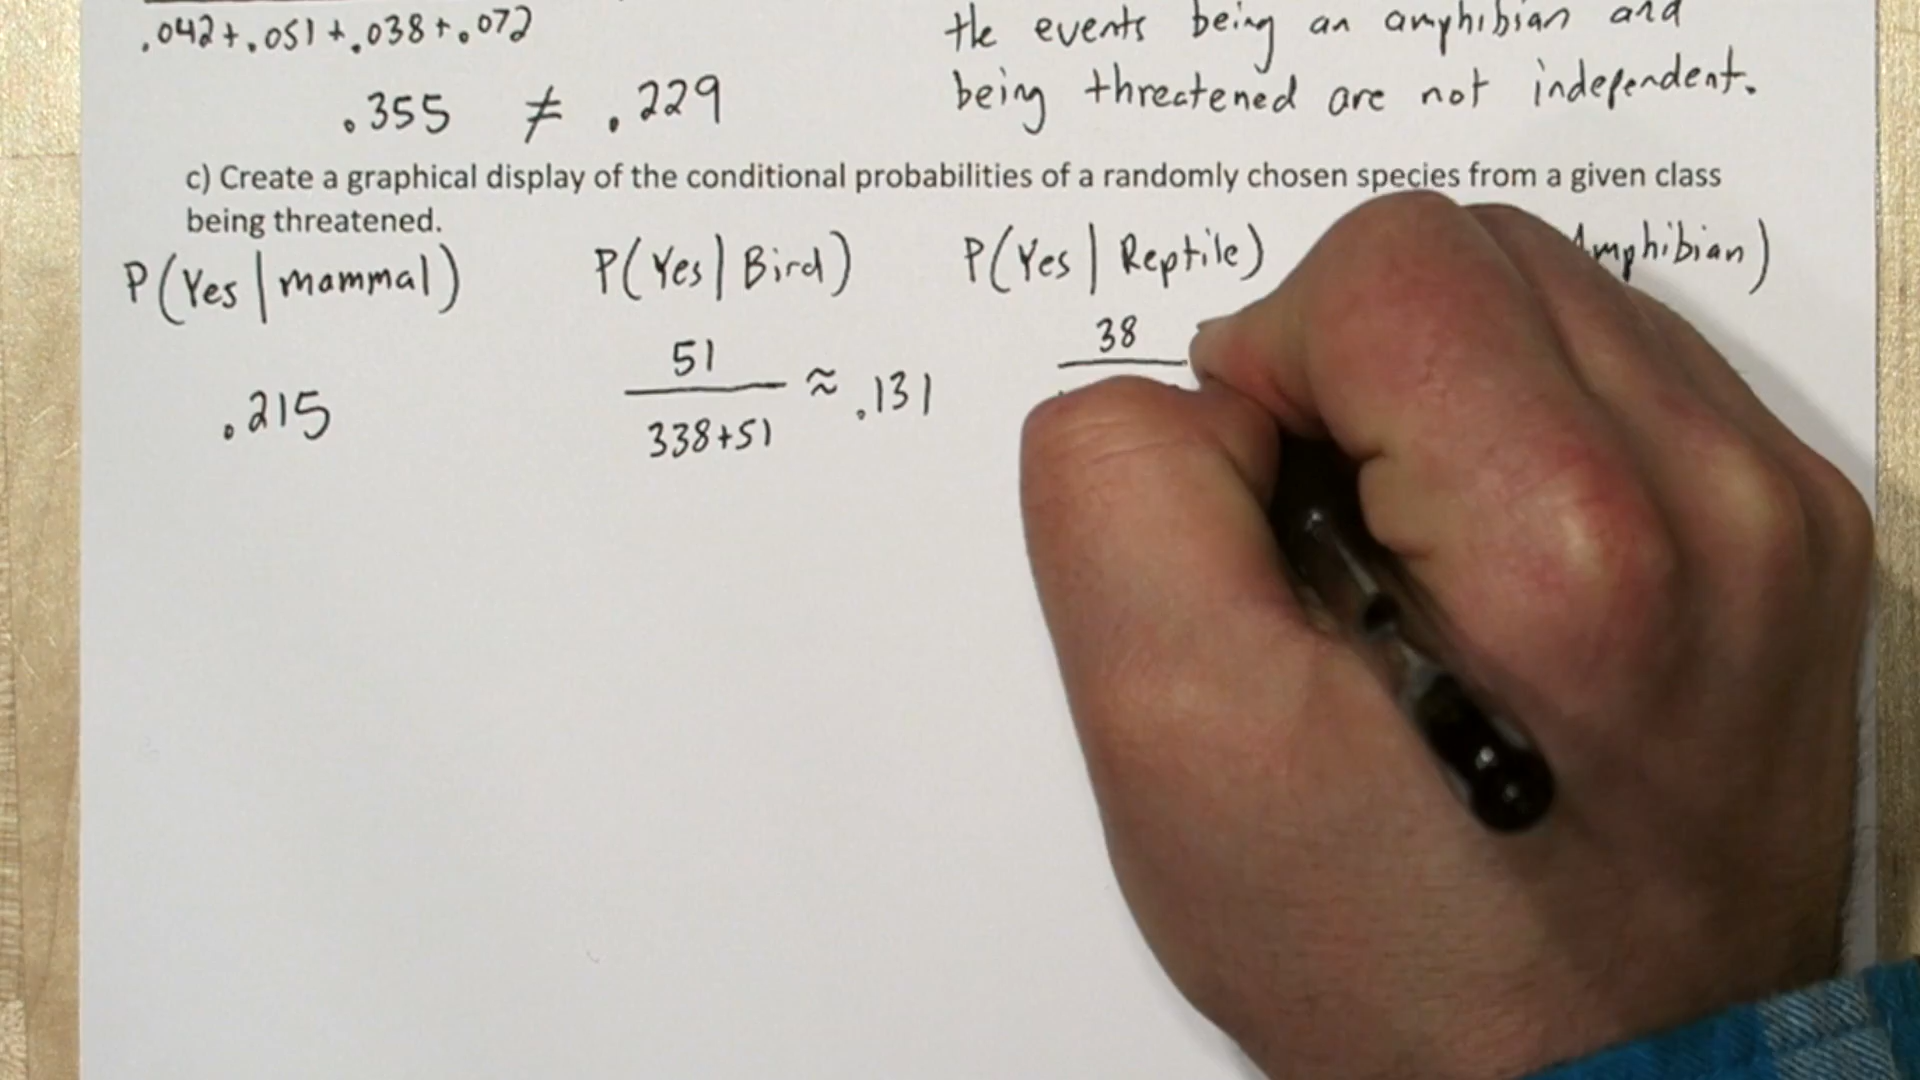 .042+.051+.038+.072
the events being an amphibian and
being threatened are not independent.
.355 ≠ .229
c) Create a graphical display of the conditional probabilities of a randomly chosen species from a given class
being threatened.
P(Yes | mammal)
P(Yes | Bird)
P(Yes | Reptile)
Amphibian)
.215
51
338+51
≈ .131
38